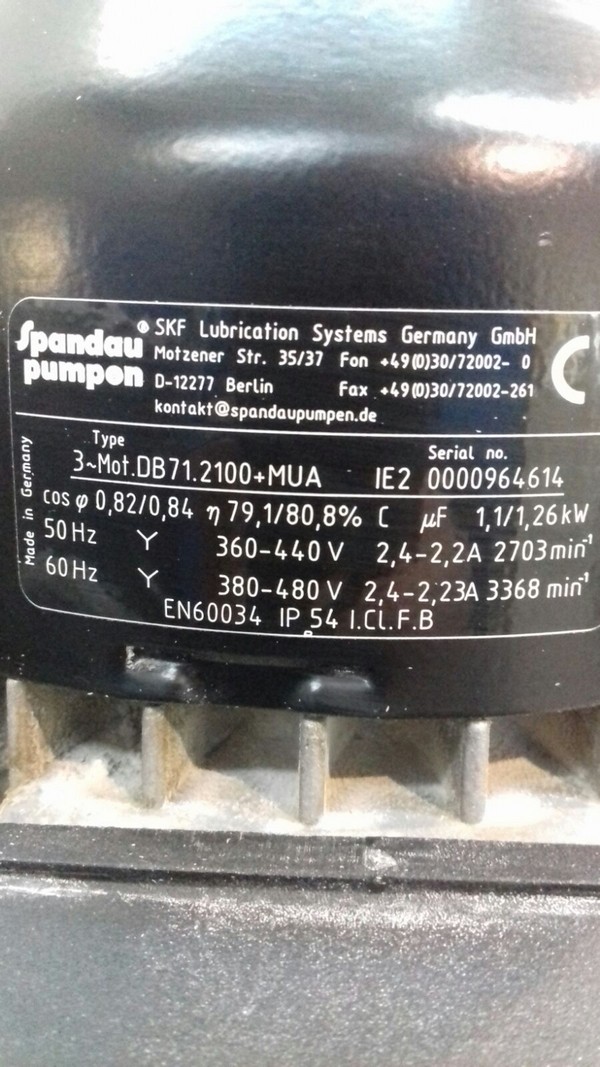 Spandau pumpen
® SKF Lubrication Systems Germany GmbH
Motzener Str. 35/37 Fon +49(0)30/72002- 0
D-12277 Berlin Fax +49(0)30/72002-261
kontakt@spandaupumpen.de
Made in Germany
Type Serial no.
3~Mot.DB71.2100+MUA IE2 0000964614
cos φ 0,82/0,84 η 79,1/80,8% C µF 1,1/1,26kW
50Hz Y 360-440V 2,4-2,2A 2703min⁻¹
60Hz Y 380-480V 2,4-2,23A 3368min⁻¹
EN60034 IP 54 I.Cl.F.B